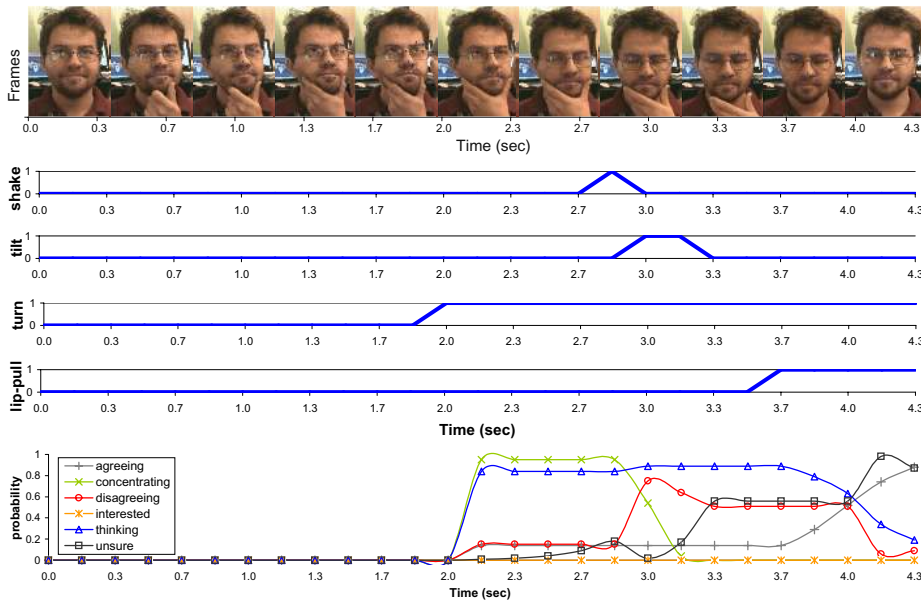 Frames
0.0 0.3 0.7 1.0 1.3 1.7 2.0 2.3 2.7 3.0 3.3 3.7 4.0 4.3
Time (sec)
shake
1
0
0.0 0.3 0.7 1.0 1.3 1.7 2.0 2.3 2.7 3.0 3.3 3.7 4.0 4.3
tilt
1
0
0.0 0.3 0.7 1.0 1.3 1.7 2.0 2.3 2.7 3.0 3.3 3.7 4.0 4.3
turn
1
0
0.0 0.3 0.7 1.0 1.3 1.7 2.0 2.3 2.7 3.0 3.3 3.7 4.0 4.3
lip-pull
1
0
0.0 0.3 0.7 1.0 1.3 1.7 2.0 2.3 2.7 3.0 3.3 3.7 4.0 4.3
Time (sec)
probability
1
0.8
0.6
0.4
0.2
0
agreeing
concentrating
disagreeing
interested
thinking
unsure
0.0 0.3 0.7 1.0 1.3 1.7 2.0 2.3 2.7 3.0 3.3 3.7 4.0 4.3
Time (sec)